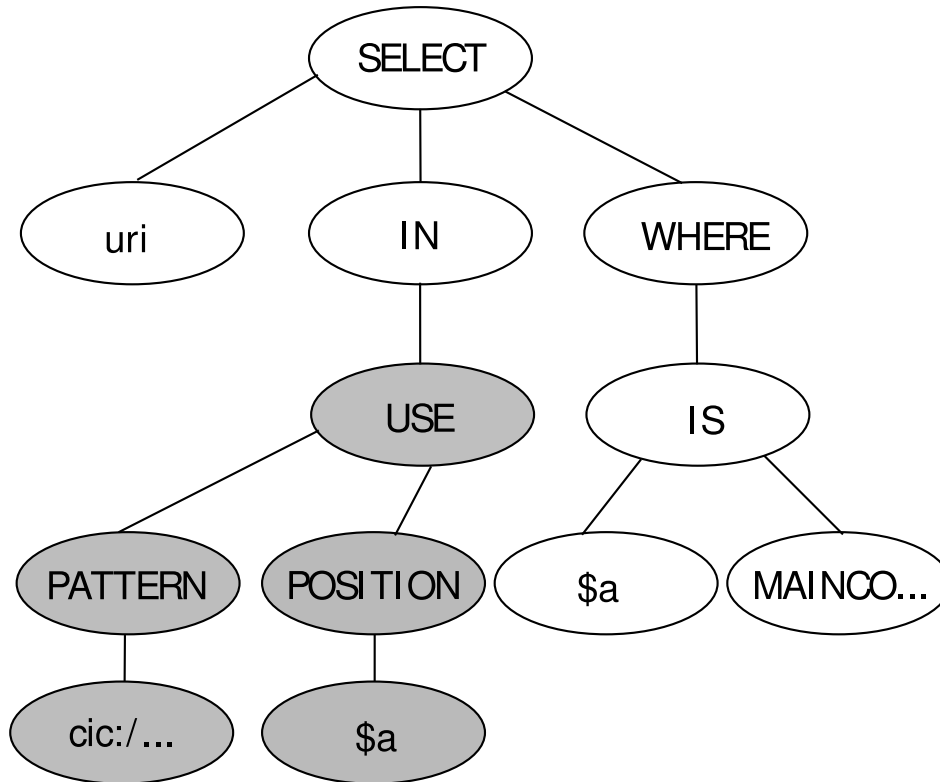 SELECT
uri
IN
WHERE
USE
IS
PATTERN
POSITION
$a
MAINCO...
cic:/...
$a